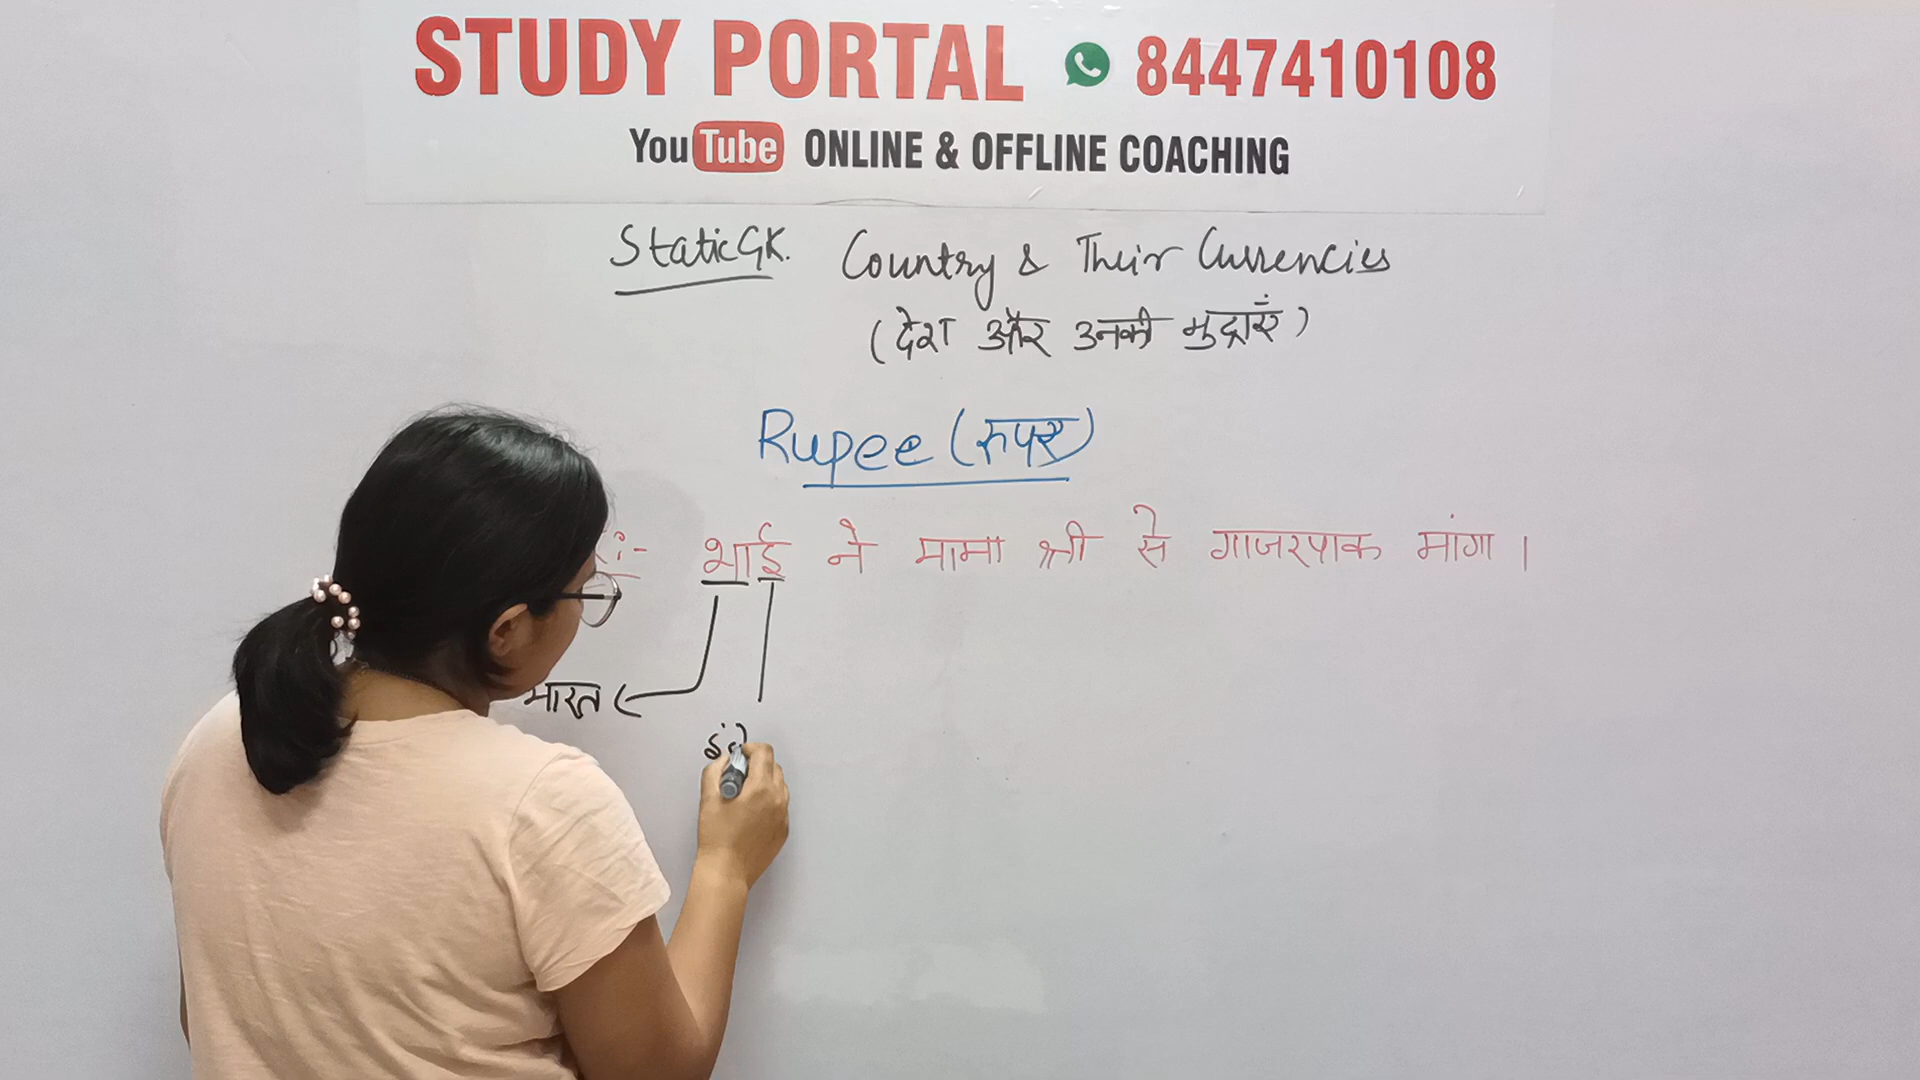 STUDY PORTAL 8447410108
YouTube ONLINE & OFFLINE COACHING
Static GK. Country & Their Currencies
(देश और उनकी मुद्राएं)
Rupee (रुपए)
:- भाई ने मामा श्री से गाजरपाक मांगा।
भारत